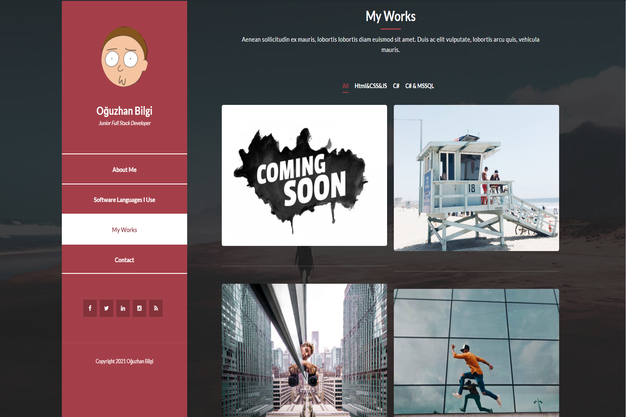 Oğuzhan Bilgi
Junior Full Stack Developer
About Me
Software Languages I Use
My Works
Contact
Copyright 2021 Oğuzhan Bilgi
My Works
Aenean sollicitudin ex mauris, lobortis lobortis diam euismod sit amet. Duis ac elit vulputate, lobortis arcu quis, vehicula
mauris.
All Html&CSS&JS C# C# & MSSQL
COMING
SOON
18